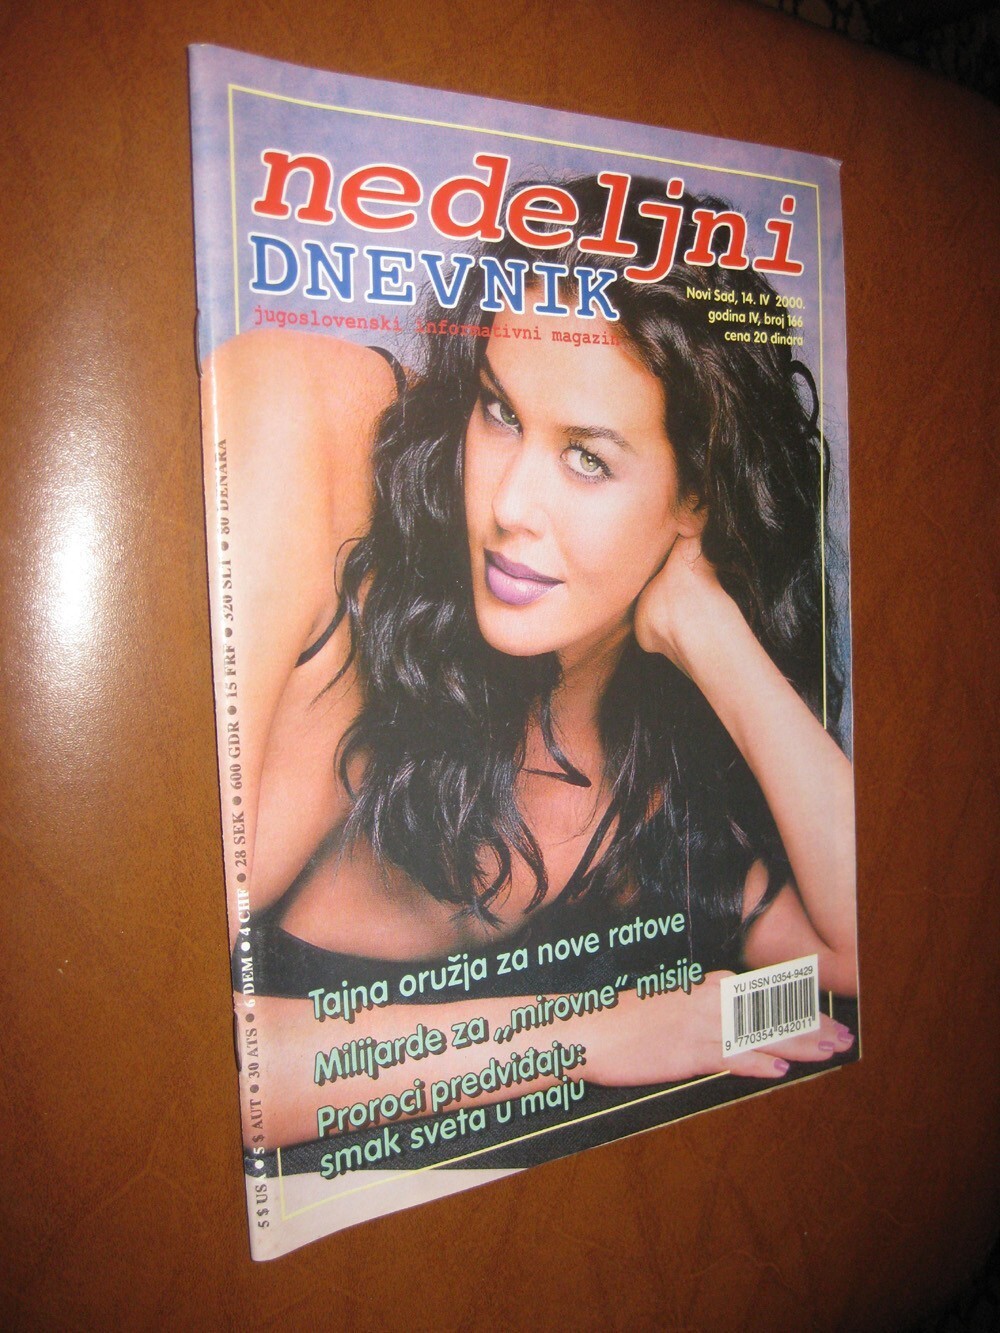 nedeljni
DNEVNIK
jugoslovenski informativni magazin
Novi Sad, 14. IV 2000.
godina IV, broj 166
cena 20 dinara
5 $ USA ● 5 $ AUT ● 30 ATS ● 6 DEM ● 4 CHF ● 28 SEK ● 600 GDR ● 15 FRF ● 320 SLT ● 80 DENARA
Tajna oružja za nove ratove
Milijarde za „mirovne“ misije
Proroci predviđaju:
smak sveta u maju
YU ISSN 0354-9429
9 770354 942011